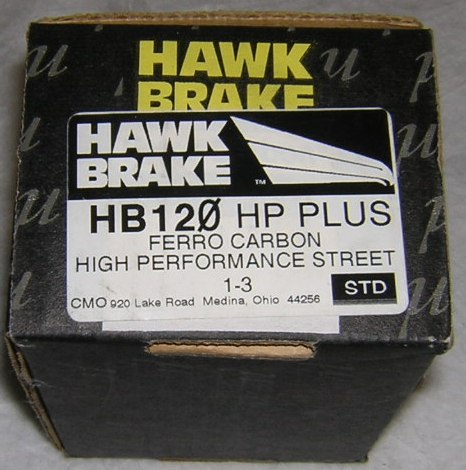 HAWK
BRAKE
HAWK
BRAKE ™
HB120 HP PLUS
FERRO CARBON
HIGH PERFORMANCE STREET
1-3
CMO 920 Lake Road Medina, Ohio 44256 STD
µ µ µ µ µ µ